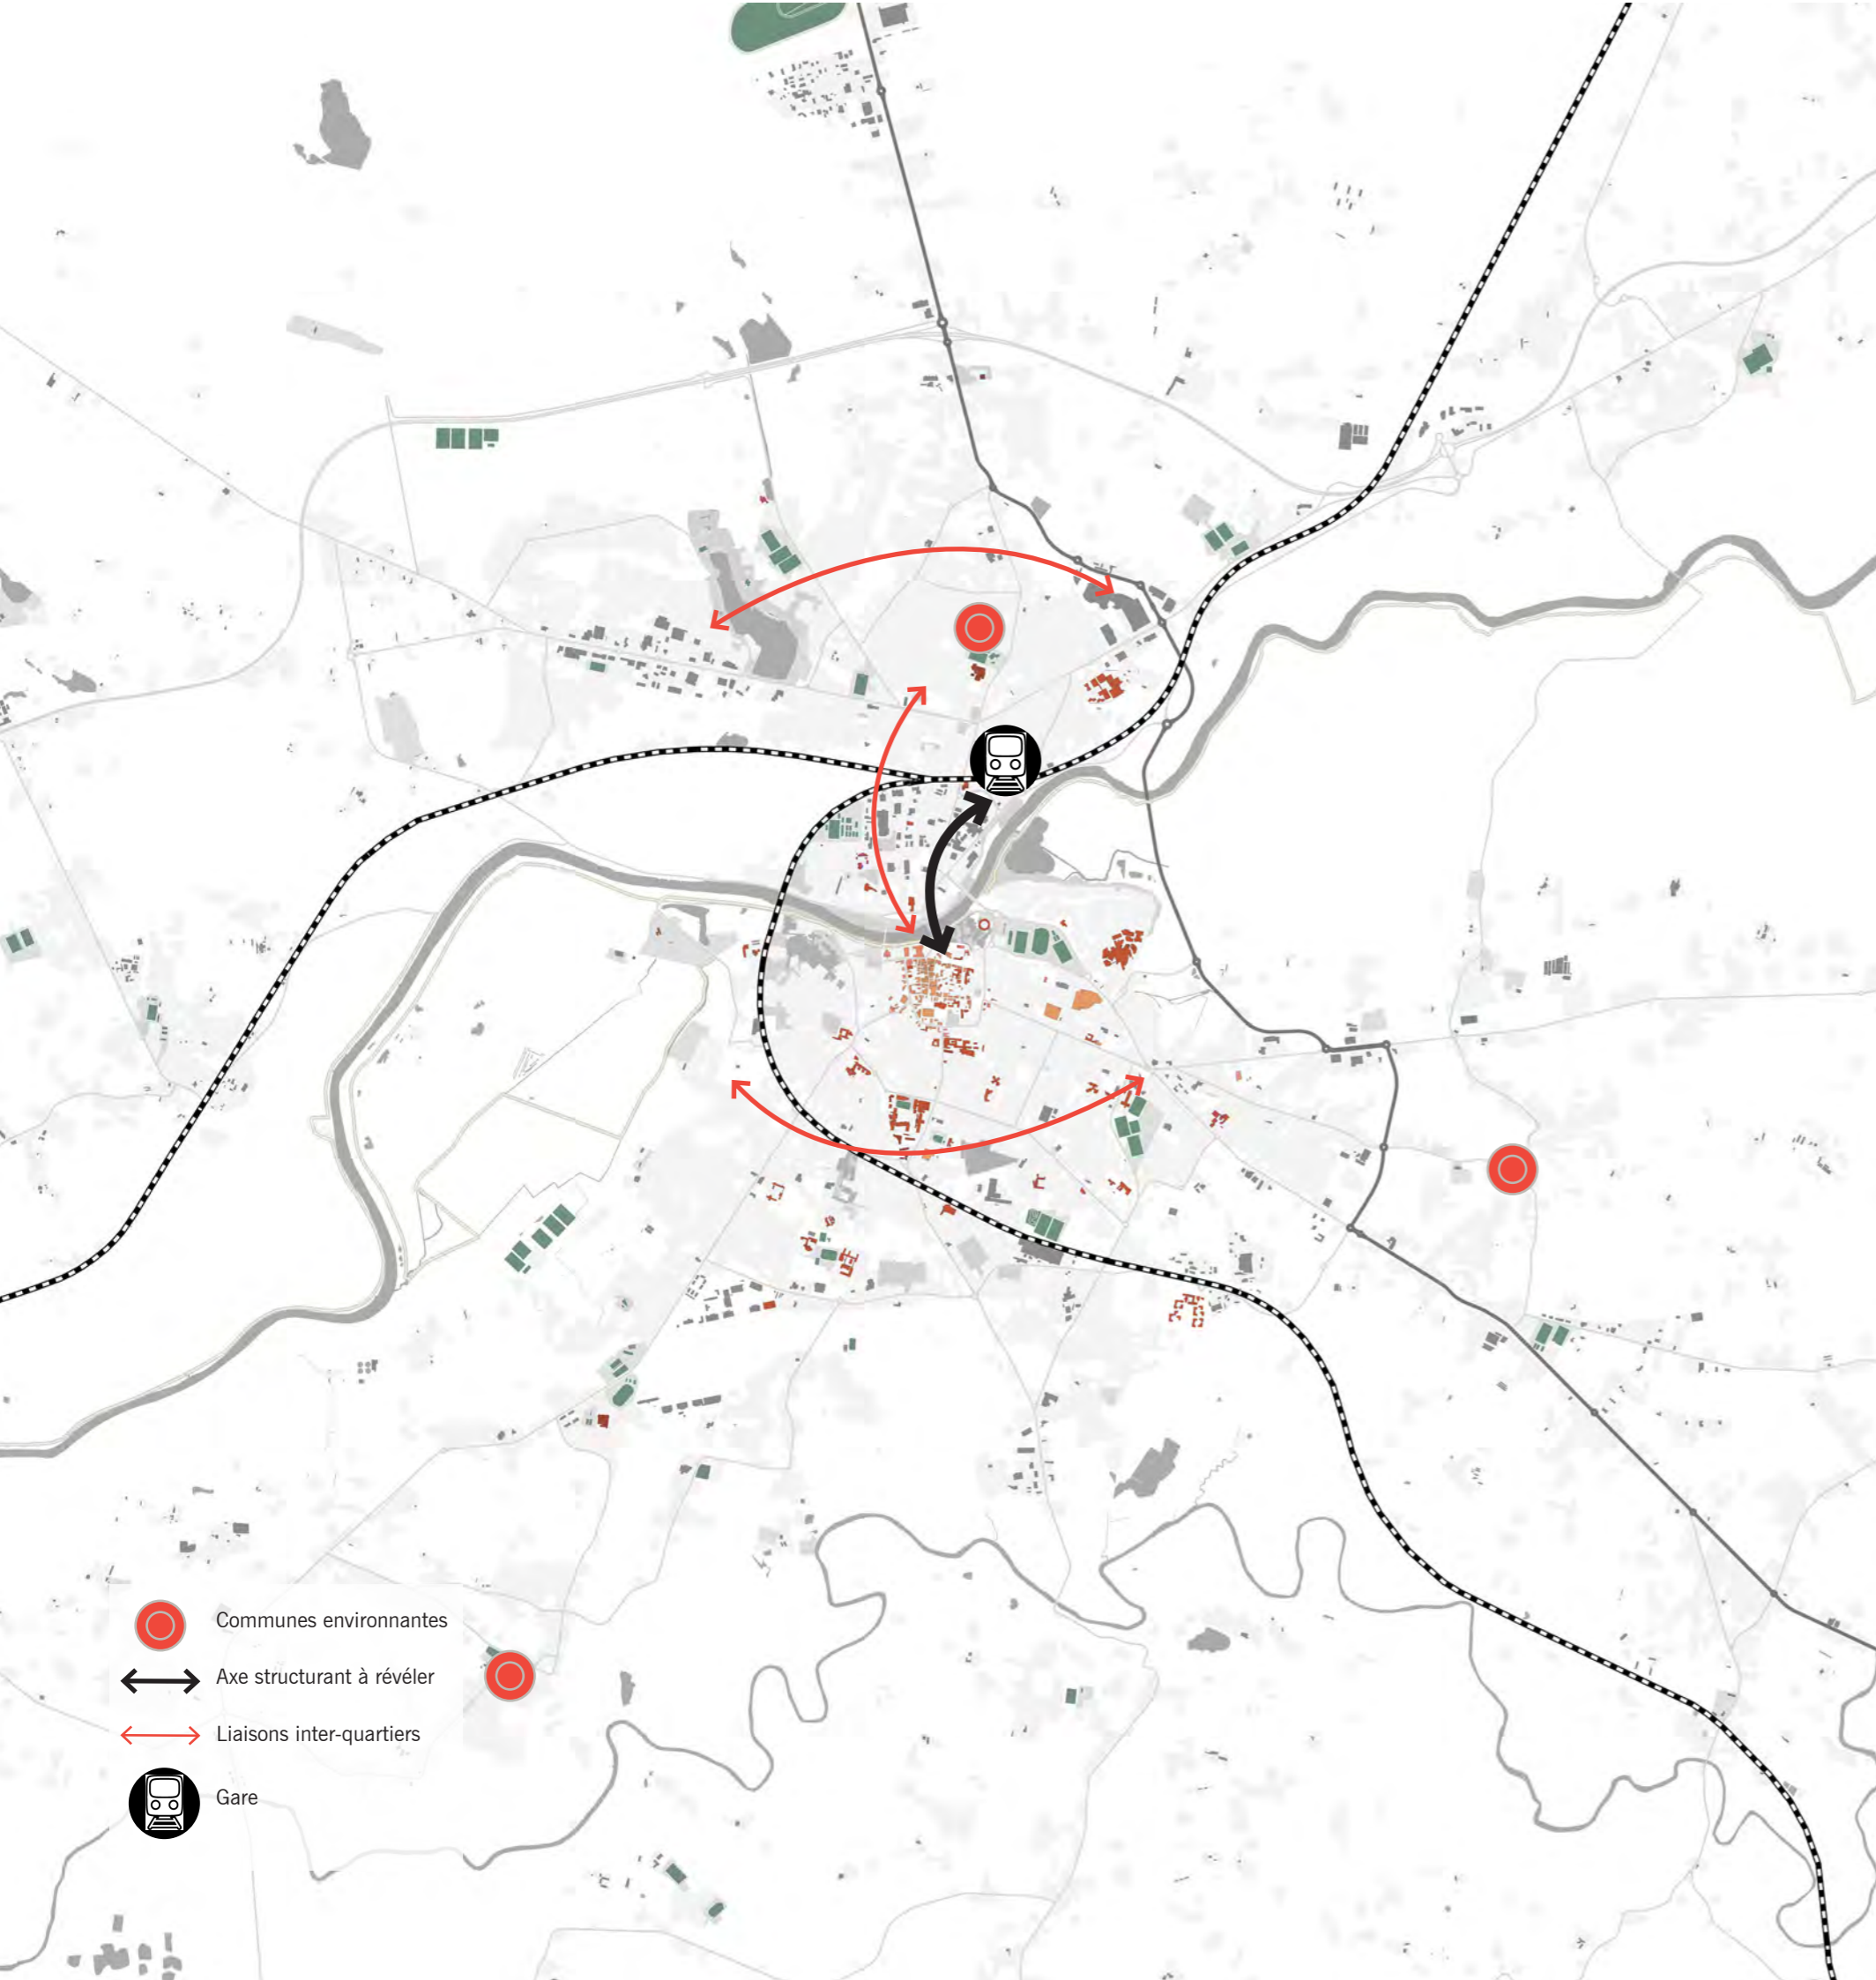 Communes environnantes
Axe structurant à révéler
Liaisons inter-quartiers
Gare